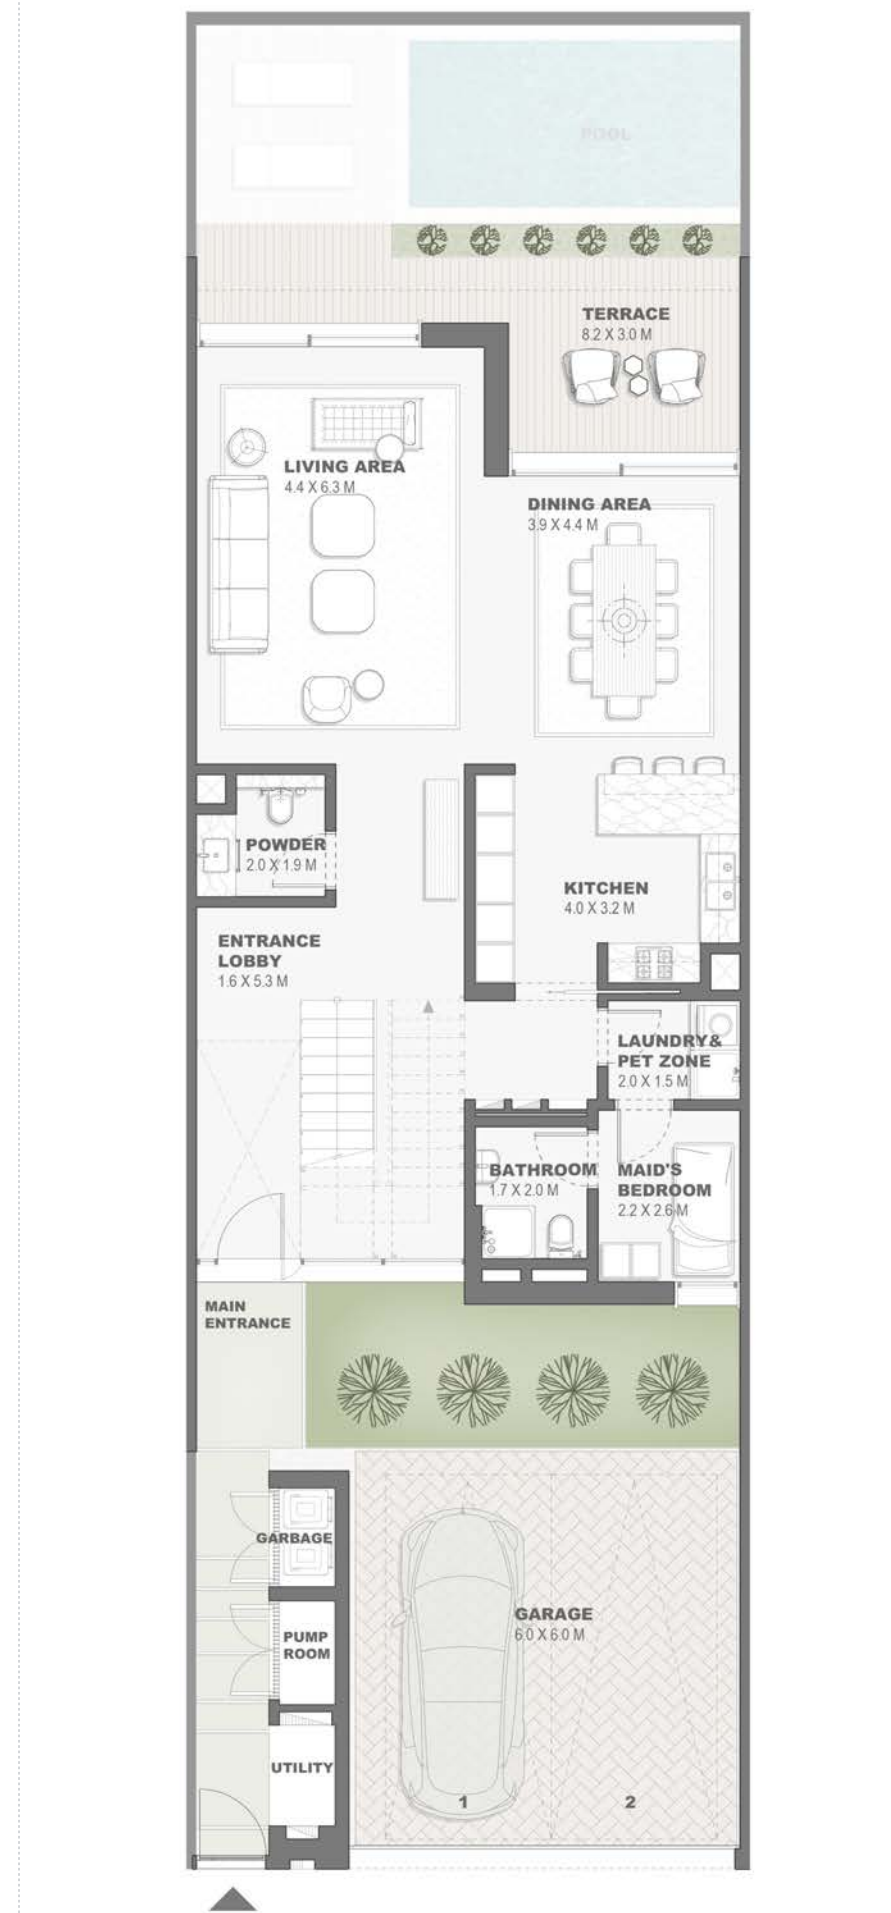 POOL
TERRACE
8.2 X 3.0 M
LIVING AREA
4.4 X 6.3 M
DINING AREA
3.9 X 4.4 M
POWDER
2.0 X 1.9 M
KITCHEN
4.0 X 3.2 M
ENTRANCE
LOBBY
1.6 X 5.3 M
LAUNDRY&
PET ZONE
2.0 X 1.5 M
BATHROOM
1.7 X 2.0 M
MAID'S
BEDROOM
2.2 X 2.6 M
MAIN
ENTRANCE
GARBAGE
PUMP
ROOM
GARAGE
6.0 X 6.0 M
UTILITY
1
2